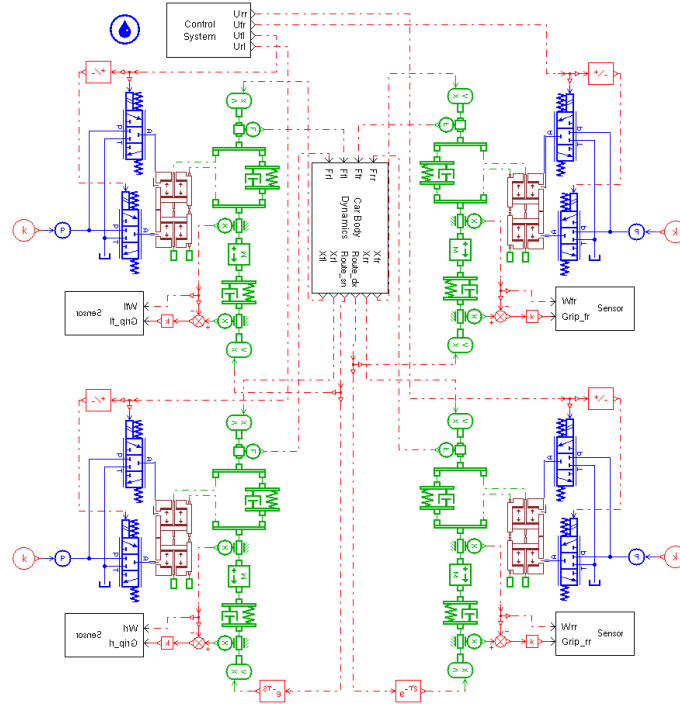 Control
System
Urr
Ufr
Ufl
Url
-/+
+/-
X V
X V
F
F
Frl
Ftl
Ffr
Frr
Car Body
Dynamics
Xfl
Xrl
Route_sn
Route_dx
Xrr
Xfr
P
T
A
P
T
A
b
T
A
b
T
A
k
P
P
k
X
X
M
M
Sensor
Wfl
Grip_fl
k
X
X
k
Wfr
Grip_fr
Sensor
X V
X V
-/+
+/-
X V
X V
F
F
P
T
A
P
T
A
b
T
A
b
T
A
k
P
P
k
X
X
M
M
Sensor
Wrl
Grip_rl
k
X
X
k
Wrr
Grip_rr
Sensor
X V
e-TS
e-TS
X V